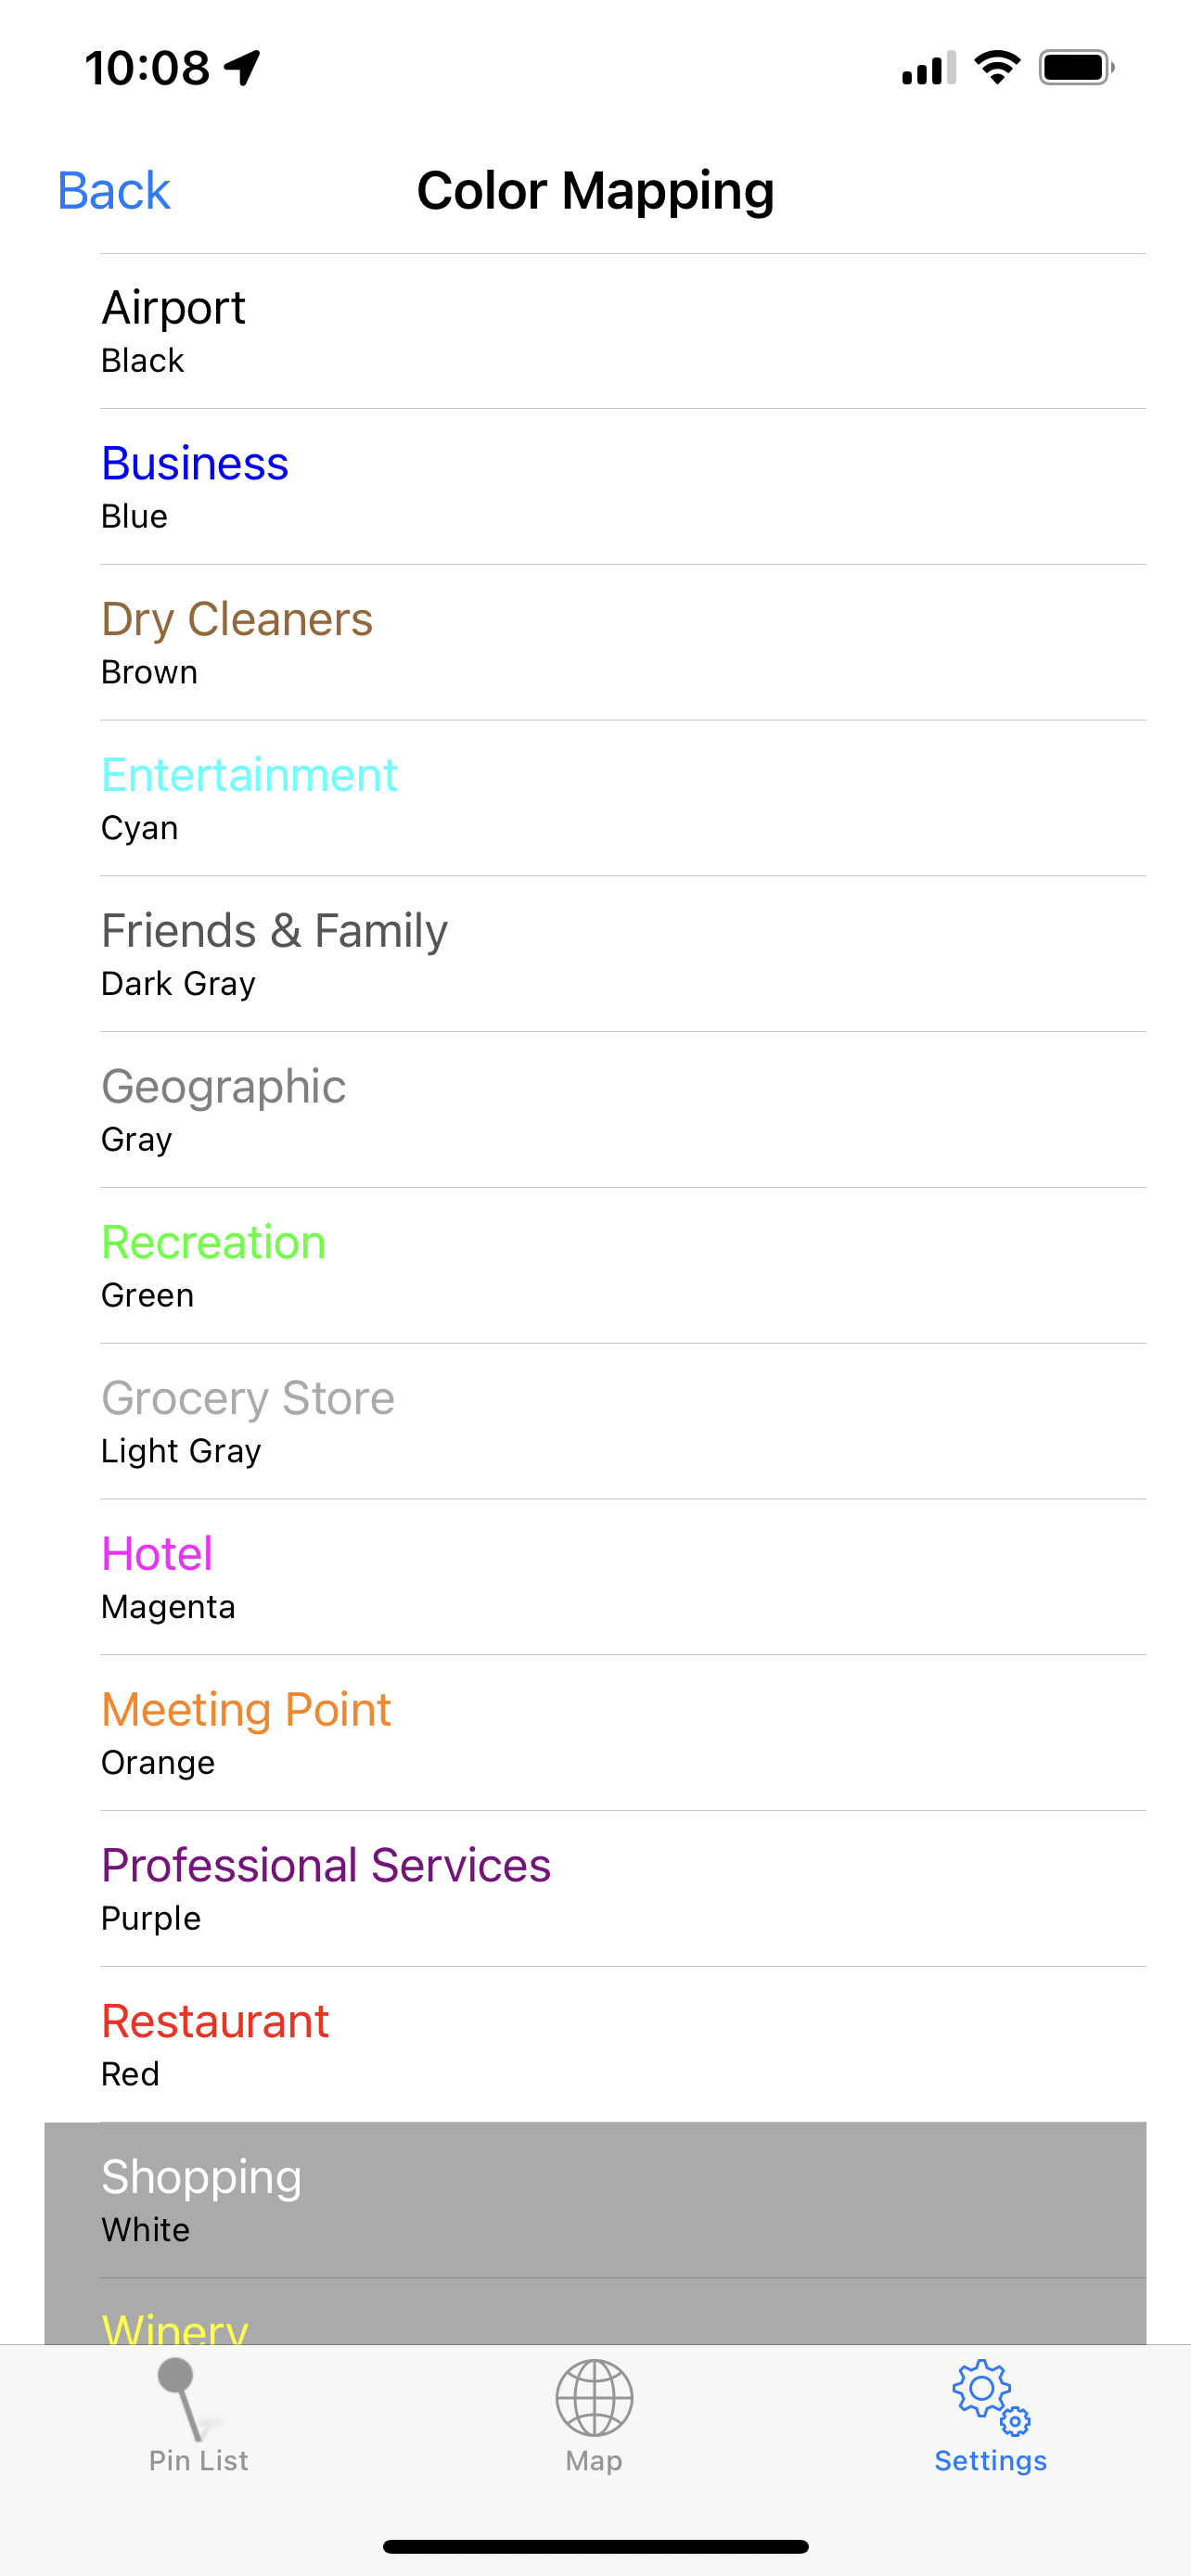 10:08
Back
Color Mapping
Airport
Black
Business
Blue
Dry Cleaners
Brown
Entertainment
Cyan
Friends & Family
Dark Gray
Geographic
Gray
Recreation
Green
Grocery Store
Light Gray
Hotel
Magenta
Meeting Point
Orange
Professional Services
Purple
Restaurant
Red
Shopping
White
Winery
Pin List
Map
Settings